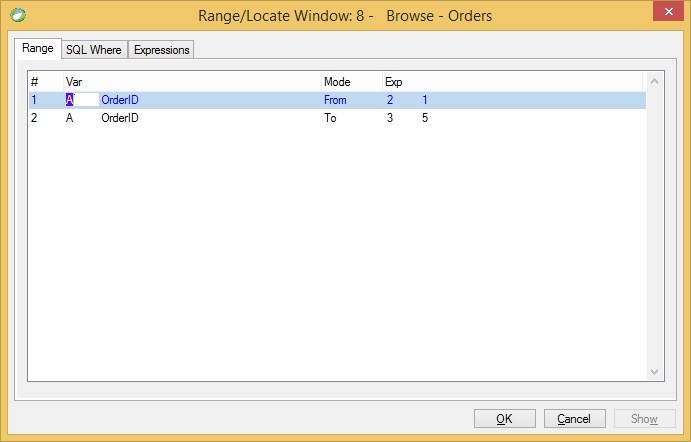 Range/Locate Window: 8 - Browse - Orders
Range SQL Where Expressions
# Var Mode Exp
1 A OrderID From 2 1
2 A OrderID To 3 5
OK Cancel Show